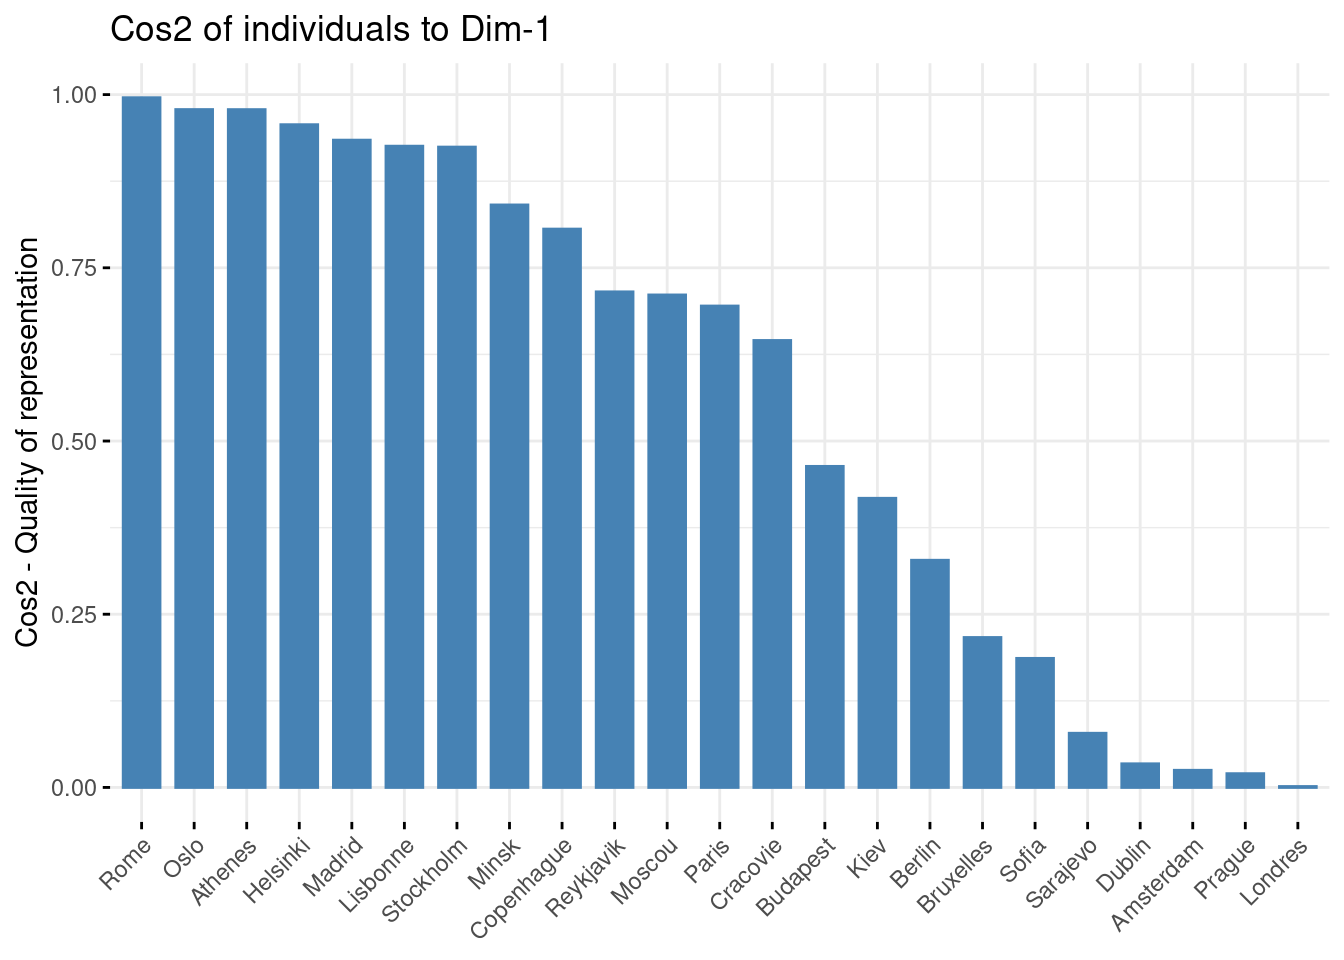 Cos2 of individuals to Dim-1
Cos2 - Quality of representation
1.00
0.75
0.50
0.25
0.00
Rome
Oslo
Athenes
Helsinki
Madrid
Lisbonne
Stockholm
Minsk
Copenhague
Reykjavik
Moscou
Paris
Cracovie
Budapest
Kiev
Berlin
Bruxelles
Sofia
Sarajevo
Dublin
Amsterdam
Prague
Londres